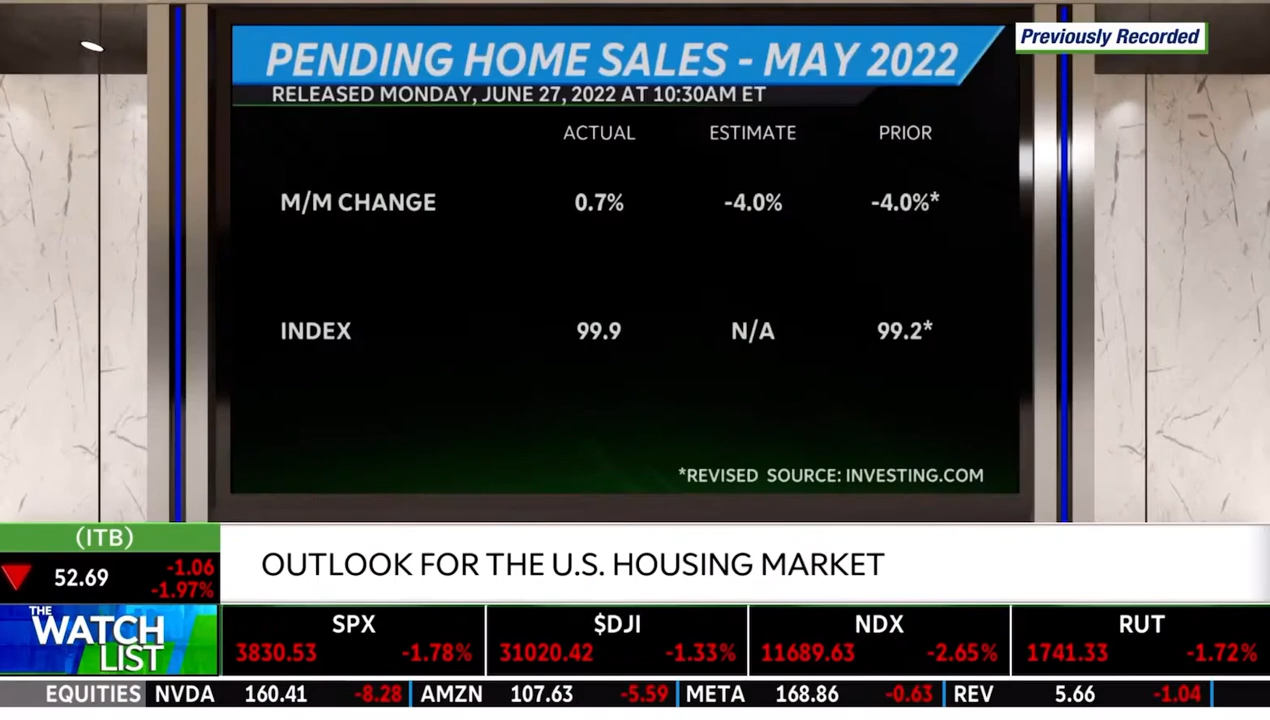 Previously Recorded
PENDING HOME SALES - MAY 2022
RELEASED MONDAY, JUNE 27, 2022 AT 10:30AM ET
ACTUAL ESTIMATE PRIOR
M/M CHANGE 0.7% -4.0% -4.0%*
INDEX 99.9 N/A 99.2*
*REVISED SOURCE: INVESTING.COM
(ITB)
52.69 -1.06
-1.97%
OUTLOOK FOR THE U.S. HOUSING MARKET
THE
WATCH
LIST
SPX $DJI NDX RUT
3830.53 -1.78% 31020.42 -1.33% 11689.63 -2.65% 1741.33 -1.72%
EQUITIES NVDA 160.41 -8.28 AMZN 107.63 -5.59 META 168.86 -0.63 REV 5.66 -1.04